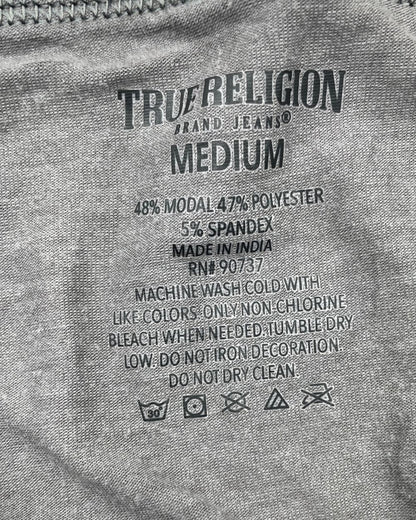 TRUE RELIGION
BRAND JEANS®
MEDIUM
48% MODAL 47% POLYESTER
5% SPANDEX
MADE IN INDIA
RN# 90737
MACHINE WASH COLD WITH
LIKE COLORS. ONLY NON-CHLORINE
BLEACH WHEN NEEDED. TUMBLE DRY
LOW. DO NOT IRON DECORATION.
DO NOT DRY CLEAN.
30